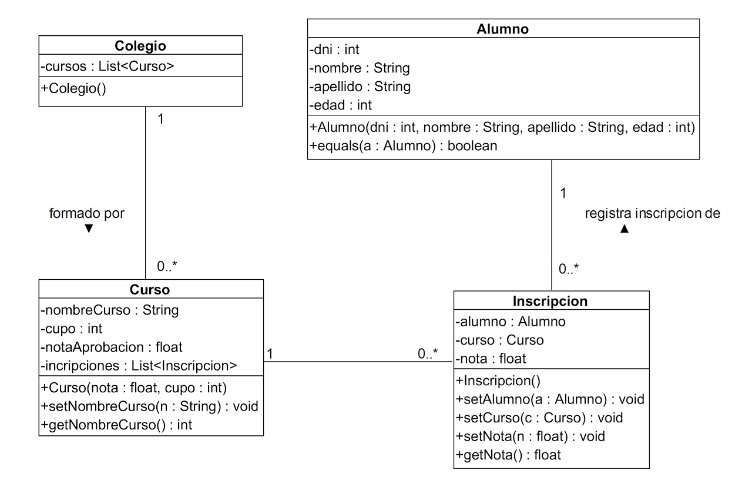 Colegio
-cursos : List<Curso>
+Colegio()
Alumno
-dni : int
-nombre : String
-apellido : String
-edad : int
+Alumno(dni : int, nombre : String, apellido : String, edad : int)
+equals(a : Alumno) : boolean
1
formado por
▼
0..*
1
registra inscripcion de
▲
0..*
Curso
-nombreCurso : String
-cupo : int
-notaAprobacion : float
-incripciones : List<Inscripcion>
+Curso(nota : float, cupo : int)
+setNombreCurso(n : String) : void
+getNombreCurso() : int
1
0..*
Inscripcion
-alumno : Alumno
-curso : Curso
-nota : float
+Inscripcion()
+setAlumno(a : Alumno) : void
+setCurso(c : Curso) : void
+setNota(n : float) : void
+getNota() : float